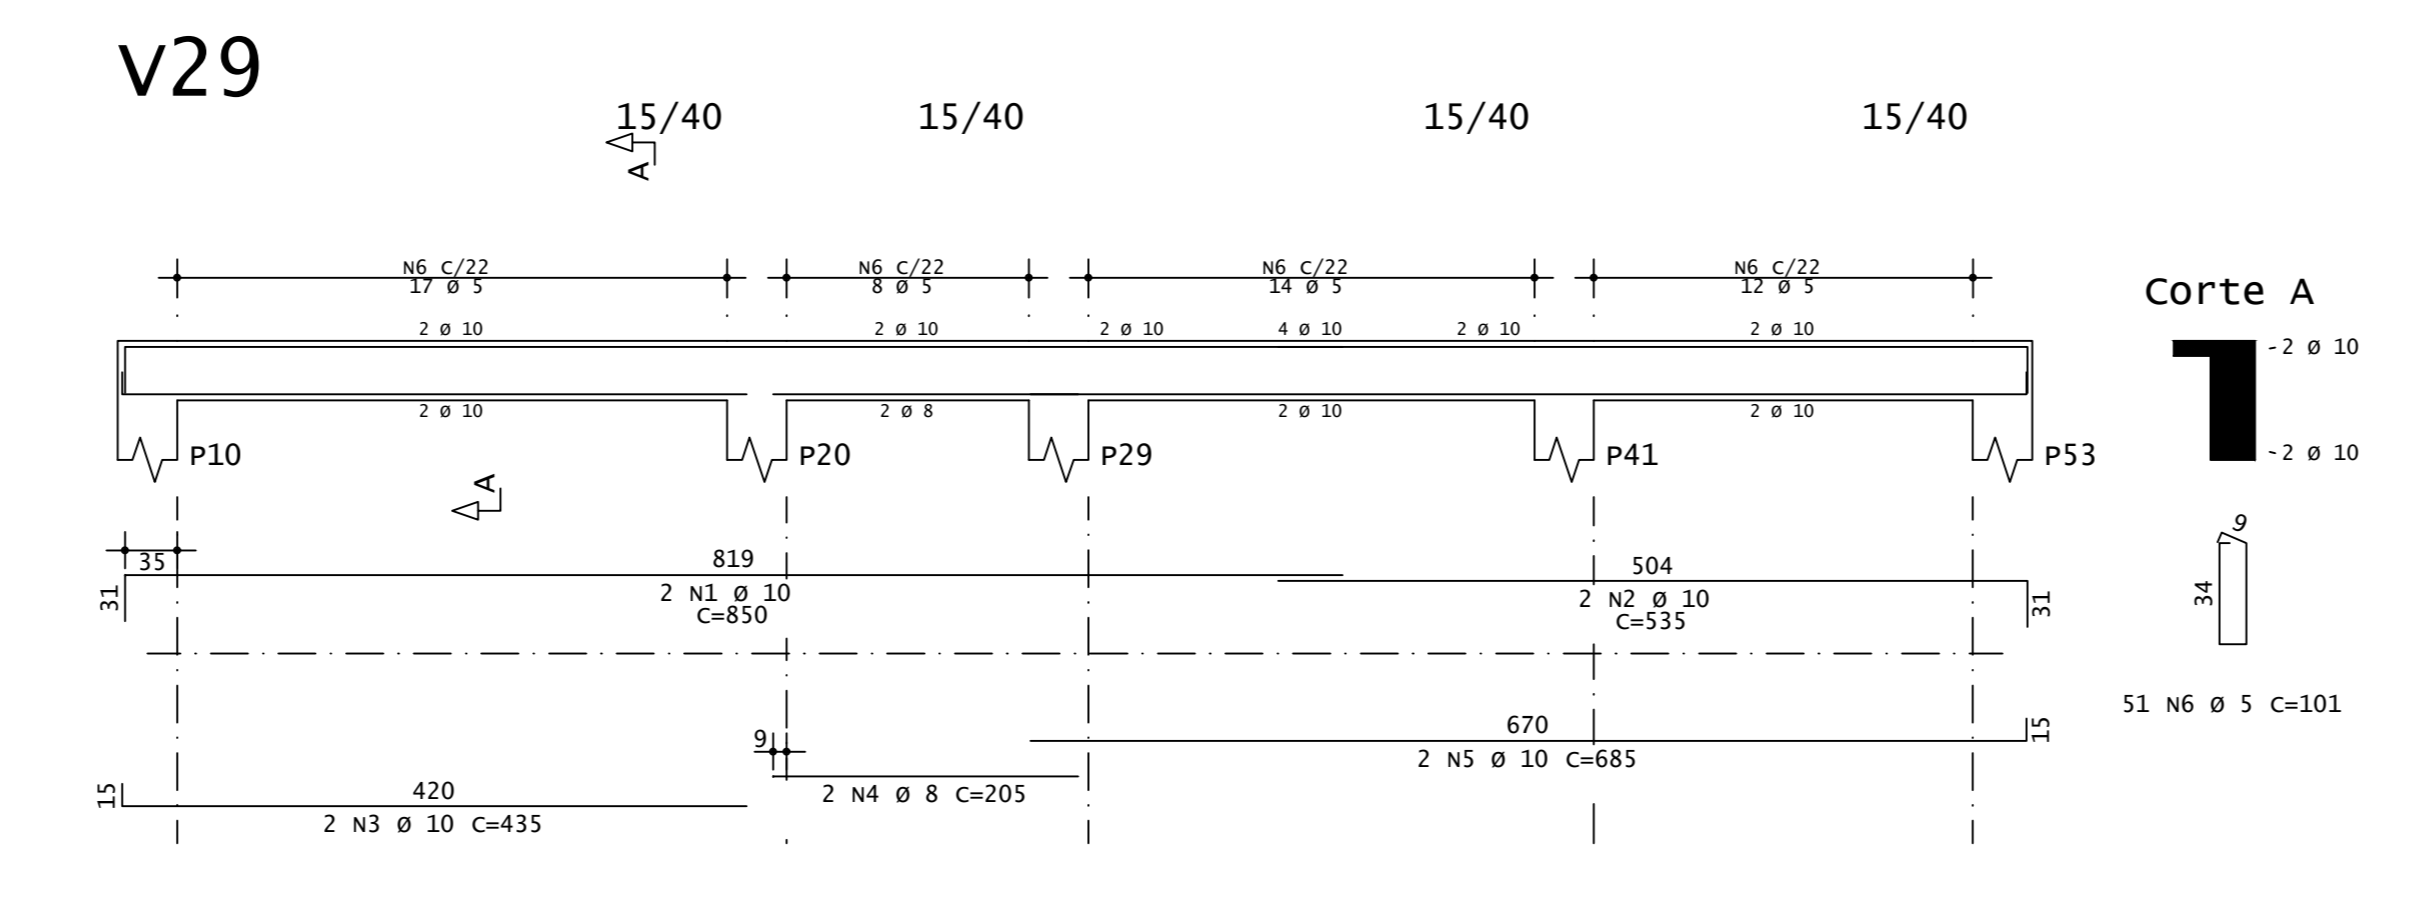 V29
15/40 15/40 15/40 15/40
A
N6 C/22 N6 C/22 N6 C/22 N6 C/22
17 Ø 5 8 Ø 5 14 Ø 5 12 Ø 5
Corte A
2 Ø 10 2 Ø 10 2 Ø 10 4 Ø 10 2 Ø 10 2 Ø 10
-2 Ø 10
2 Ø 10 2 Ø 8 2 Ø 10 2 Ø 10
P10 P20 P29 P41 P53
-2 Ø 10
A
9
35 819 504
31 2 N1 Ø 10 2 N2 Ø 10 31 34
C=850 C=535
51 N6 Ø 5 C=101
9 670 15
2 N5 Ø 10 C=685
15 420 2 N4 Ø 8 C=205
2 N3 Ø 10 C=435